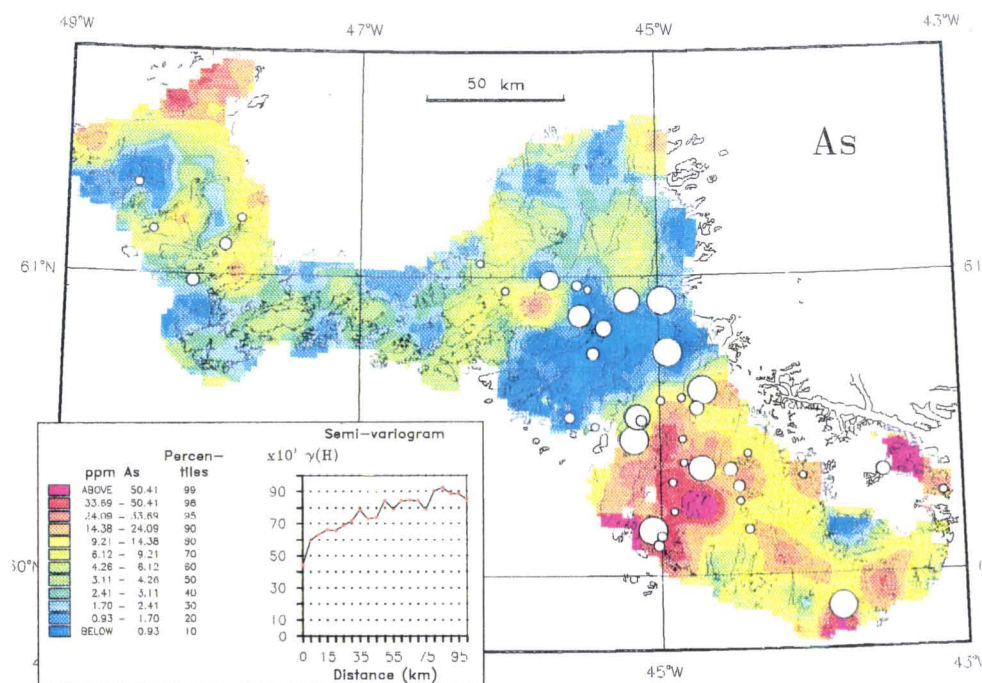 49°W 47°W 45°W 43°W
50 km
As
61°N
61
Semi-variogram
Percen-
ppm As tiles
x10¹ γ(H)
ABOVE 50.41 99
33.69 - 50.41 98
24.09 - 33.69 95
14.38 - 24.09 90
9.21 - 14.38 80
6.12 - 9.21 70
4.26 - 6.12 60
3.11 - 4.26 50
2.41 - 3.11 40
1.70 - 2.41 30
0.93 - 1.70 20
BELOW 0.93 10
90
70
50
30
10
0
0 15 35 55 75 95
Distance (km)
45°W